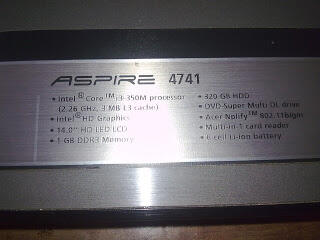 ASPIRE 4741
• Intel® Core™ i3-350M processor
(2.26 GHz, 3 MB L3 cache)
• Intel® HD Graphics
• 14.0" HD LED LCD
• 1 GB DDR3 Memory
• 320 GB HDD
• DVD-Super Multi DL drive
• Acer Nplify™ 802.11b/g/n
• Multi-in-1 card reader
• 6-cell Li-ion battery